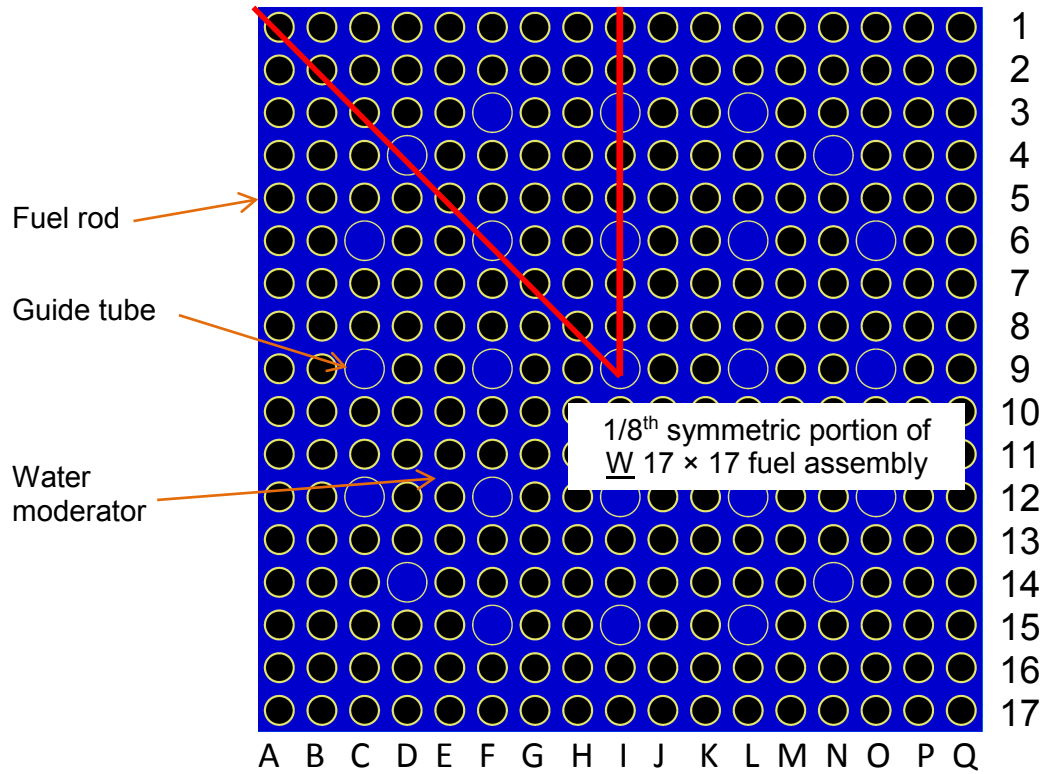 1
2
3
4
5
Fuel rod
6
7
Guide tube
8
9
10
1/8th symmetric portion of
W 17 × 17 fuel assembly
11
Water
moderator
12
13
14
15
16
17
A B C D E F G H I J K L M N O P Q